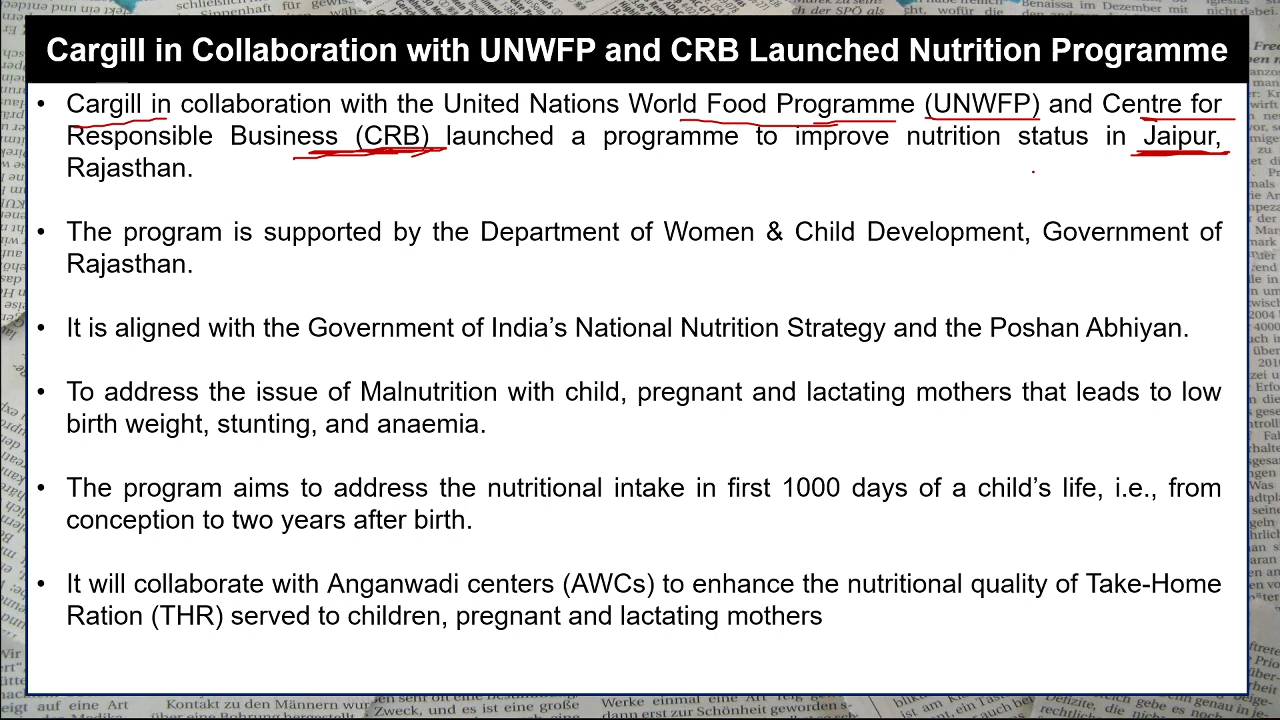 Cargill in Collaboration with UNWFP and CRB Launched Nutrition Programme
• Cargill in collaboration with the United Nations World Food Programme (UNWFP) and Centre for
Responsible Business (CRB) launched a programme to improve nutrition status in Jaipur,
Rajasthan.
• The program is supported by the Department of Women & Child Development, Government of
Rajasthan.
• It is aligned with the Government of India’s National Nutrition Strategy and the Poshan Abhiyan.
• To address the issue of Malnutrition with child, pregnant and lactating mothers that leads to low
birth weight, stunting, and anaemia.
• The program aims to address the nutritional intake in first 1000 days of a child’s life, i.e., from
conception to two years after birth.
• It will collaborate with Anganwadi centers (AWCs) to enhance the nutritional quality of Take-Home
Ration (THR) served to children, pregnant and lactating mothers